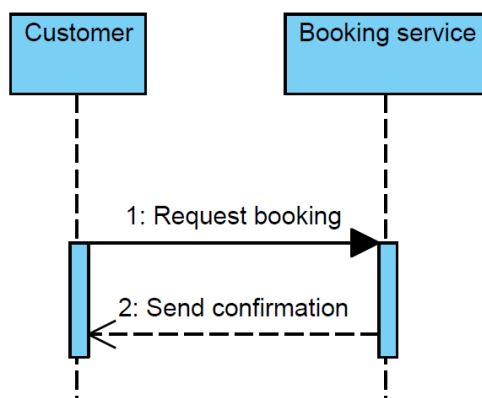 Customer
Booking service
1: Request booking
2: Send confirmation